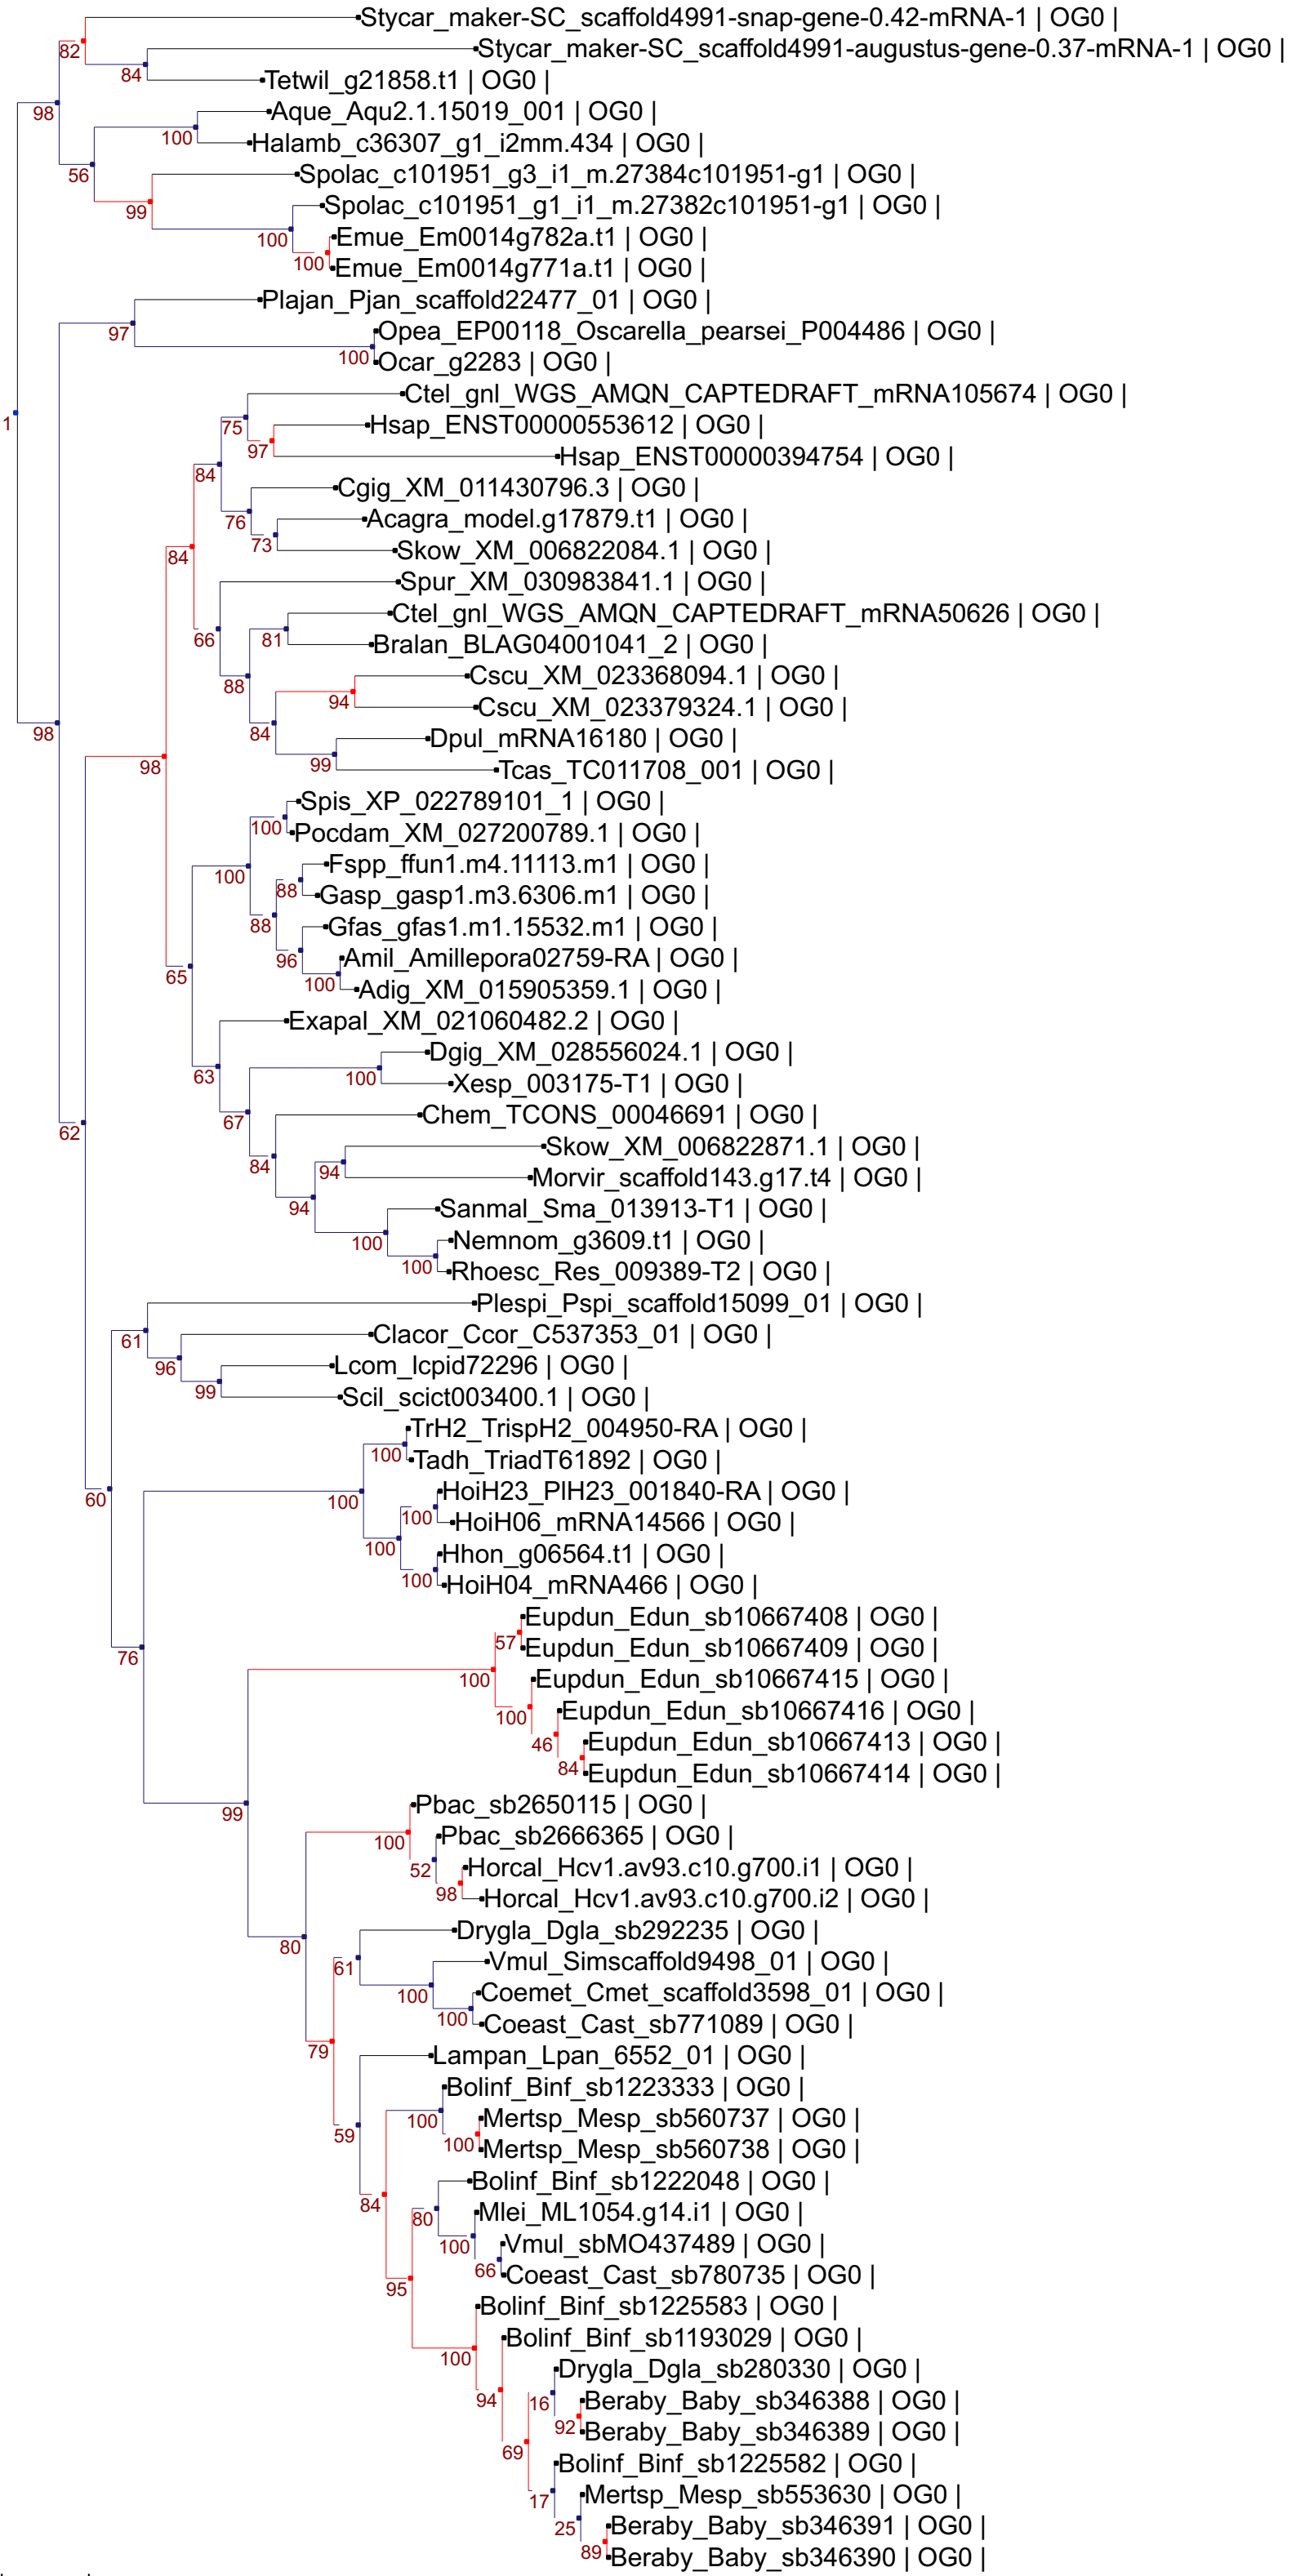 Stycar_maker-SC_scaffold4991-snap-gene-0.42-mRNA-1 | OG0 |
82
Stycar_maker-SC_scaffold4991-augustus-gene-0.37-mRNA-1 | OG0 |
84
Tetwil_g21858.t1 | OG0 |
98
Aque_Aqu2.1.15019_001 | OG0 |
100
Halamb_c36307_g1_i2mm.434 | OG0 |
56
Spolac_c101951_g3_i1_m.27384c101951-g1 | OG0 |
99
Spolac_c101951_g1_i1_m.27382c101951-g1 | OG0 |
100
Emue_Em0014g782a.t1 | OG0 |
100
Emue_Em0014g771a.t1 | OG0 |
Plajan_Pjan_scaffold22477_01 | OG0 |
97
Opea_EP00118_Oscarella_pearsei_P004486 | OG0 |
100
Ocar_g2283 | OG0 |
Ctel_gnl_WGS_AMQN_CAPTEDRAFT_mRNA105674 | OG0 |
1
75
Hsap_ENST00000553612 | OG0 |
97
Hsap_ENST00000394754 | OG0 |
84
Cgig_XM_011430796.3 | OG0 |
76
Acagra_model.g17879.t1 | OG0 |
73
Skow_XM_006822084.1 | OG0 |
84
Spur_XM_030983841.1 | OG0 |
Ctel_gnl_WGS_AMQN_CAPTEDRAFT_mRNA50626 | OG0 |
66
81
Bralan_BLAG04001041_2 | OG0 |
Cscu_XM_023368094.1 | OG0 |
88
94
Cscu_XM_023379324.1 | OG0 |
98
84
Dpul_mRNA16180 | OG0 |
99
98
Tcas_TC011708_001 | OG0 |
Spis_XP_022789101_1 | OG0 |
100
Pocdam_XM_027200789.1 | OG0 |
Fspp_ffun1.m4.11113.m1 | OG0 |
100
88
Gasp_gasp1.m3.6306.m1 | OG0 |
88
Gfas_gfas1.m1.15532.m1 | OG0 |
96
Amil_Amillepora02759-RA | OG0 |
65
100
Adig_XM_015905359.1 | OG0 |
Exapal_XM_021060482.2 | OG0 |
Dgig_XM_028556024.1 | OG0 |
63
100
Xesp_003175-T1 | OG0 |
Chem_TCONS_00046691 | OG0 |
67
62
Skow_XM_006822871.1 | OG0 |
84
94
Morvir_scaffold143.g17.t4 | OG0 |
94
Sanmal_Sma_013913-T1 | OG0 |
100
Nemnom_g3609.t1 | OG0 |
100
Rhoesc_Res_009389-T2 | OG0 |
Plespi_Pspi_scaffold15099_01 | OG0 |
61
Clacor_Ccor_C537353_01 | OG0 |
96
Lcom_lcpid72296 | OG0 |
99
Scil_scict003400.1 | OG0 |
TrH2_TrispH2_004950-RA | OG0 |
100
Tadh_TriadT61892 | OG0 |
60
100
HoiH23_PlH23_001840-RA | OG0 |
100
HoiH06_mRNA14566 | OG0 |
100
Hhon_g06564.t1 | OG0 |
100
HoiH04_mRNA466 | OG0 |
Eupdun_Edun_sb10667408 | OG0 |
57
Eupdun_Edun_sb10667409 | OG0 |
76
100
Eupdun_Edun_sb10667415 | OG0 |
100
Eupdun_Edun_sb10667416 | OG0 |
46
Eupdun_Edun_sb10667413 | OG0 |
84
Eupdun_Edun_sb10667414 | OG0 |
99
Pbac_sb2650115 | OG0 |
100
Pbac_sb2666365 | OG0 |
52
Horcal_Hcv1.av93.c10.g700.i1 | OG0 |
98
Horcal_Hcv1.av93.c10.g700.i2 | OG0 |
80
Drygla_Dgla_sb292235 | OG0 |
61
Vmul_Simscaffold9498_01 | OG0 |
100
Coemet_Cmet_scaffold3598_01 | OG0 |
100
Coeast_Cast_sb771089 | OG0 |
79
Lampan_Lpan_6552_01 | OG0 |
Bolinf_Binf_sb1223333 | OG0 |
59
100
Mertsp_Mesp_sb560737 | OG0 |
100
Mertsp_Mesp_sb560738 | OG0 |
Bolinf_Binf_sb1222048 | OG0 |
84
80
Mlei_ML1054.g14.i1 | OG0 |
100
Vmul_sbMO437489 | OG0 |
66
Coeast_Cast_sb780735 | OG0 |
95
Bolinf_Binf_sb1225583 | OG0 |
100
Bolinf_Binf_sb1193029 | OG0 |
Drygla_Dgla_sb280330 | OG0 |
94
16
Beraby_Baby_sb346388 | OG0 |
92
Beraby_Baby_sb346389 | OG0 |
69
Bolinf_Binf_sb1225582 | OG0 |
17
Mertsp_Mesp_sb553630 | OG0 |
25
Beraby_Baby_sb346391 | OG0 |
89
Beraby_Baby_sb346390 | OG0 |